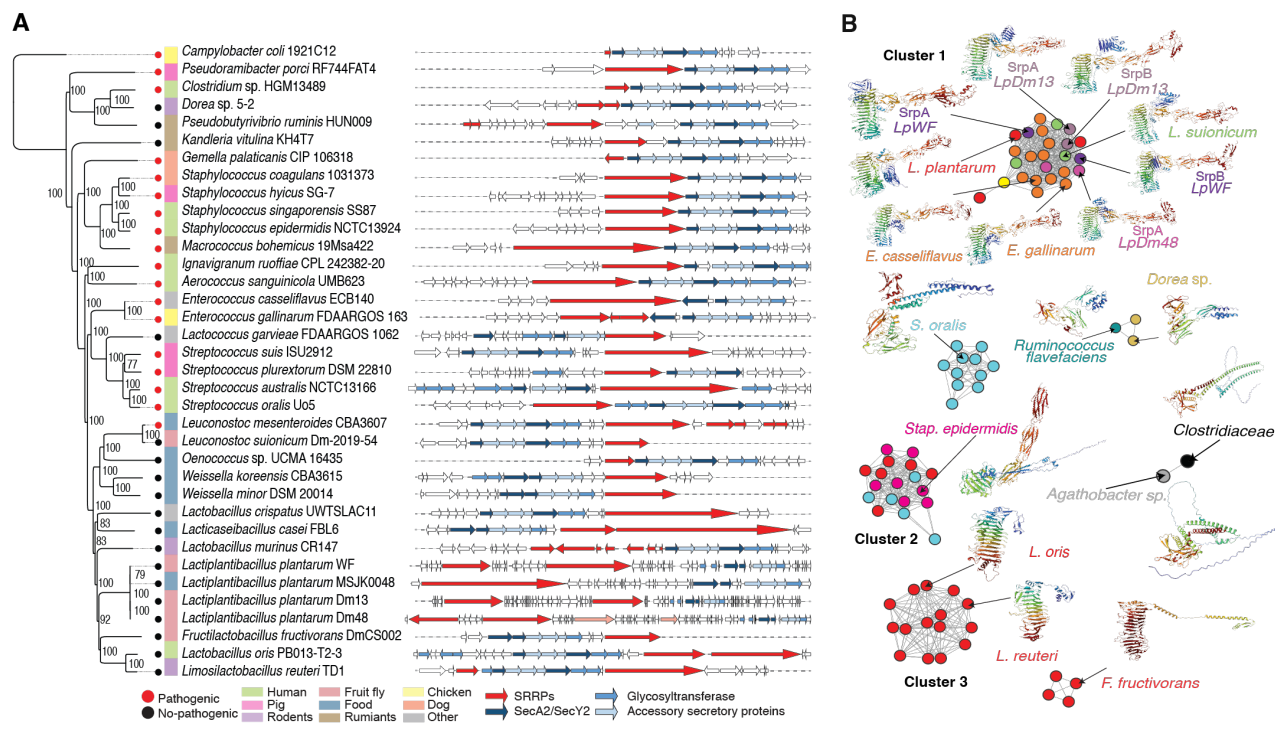 A
Campylobacter coli 1921C12
Pseudoramibacter porci RF744FAT4
Clostridium sp. HGM13489
Dorea sp. 5-2
Pseudobutyrivibrio ruminis HUN009
Kandleria vitulina KH4T7
Gemella palaticanis CIP 106318
Staphylococcus coagulans 1031373
Staphylococcus hyicus SG-7
Staphylococcus singaporensis SS87
Staphylococcus epidermidis NCTC13924
Macrococcus bohemicus 19Msa422
Ignavigranum ruoffiae CPL 242382-20
Aerococcus sanguinicola UMB623
Enterococcus casseliflavus ECB140
Enterococcus gallinarum FDAARGOS 163
Lactococcus garvieae FDAARGOS 1062
Streptococcus suis ISU2912
Streptococcus plurextorum DSM 22810
Streptococcus australis NCTC13166
Streptococcus oralis Uo5
Leuconostoc mesenteroides CBA3607
Leuconostoc suionicum Dm-2019-54
Oenococcus sp. UCMA 16435
Weissella koreensis CBA3615
Weissella minor DSM 20014
Lactobacillus crispatus UWTSLAC11
Lacticaseibacillus casei FBL6
Lactobacillus murinus CR147
Lactiplantibacillus plantarum WF
Lactiplantibacillus plantarum MSJK0048
Lactiplantibacillus plantarum Dm13
Lactiplantibacillus plantarum Dm48
Fructilactobacillus fructivorans DmCS002
Lactobacillus oris PB013-T2-3
Limosilactobacillus reuteri TD1
100
100
100
100
100
100
100
100
100
100
100
100
100
100
77
100
100
100
100
100
100
100
100
83
83
79
100
100
100
92
100
100
Pathogenic
No-pathogenic
Human
Pig
Rodents
Fruit fly
Food
Rumiants
Chicken
Dog
Other
SRRPs
SecA2/SecY2
Glycosyltransferase
Accessory secretory proteins
B
Cluster 1
SrpA
LpDm13
SrpB
LpDm13
SrpA
LpWF
L. suionicum
L. plantarum
SrpB
LpWF
SrpA
LpDm48
E. casseliflavus
E. gallinarum
Dorea sp.
S. oralis
Ruminococcus
flavefaciens
Stap. epidermidis
Clostridiaceae
Agathobacter sp.
Cluster 2
L. oris
L. reuteri
Cluster 3
F. fructivorans